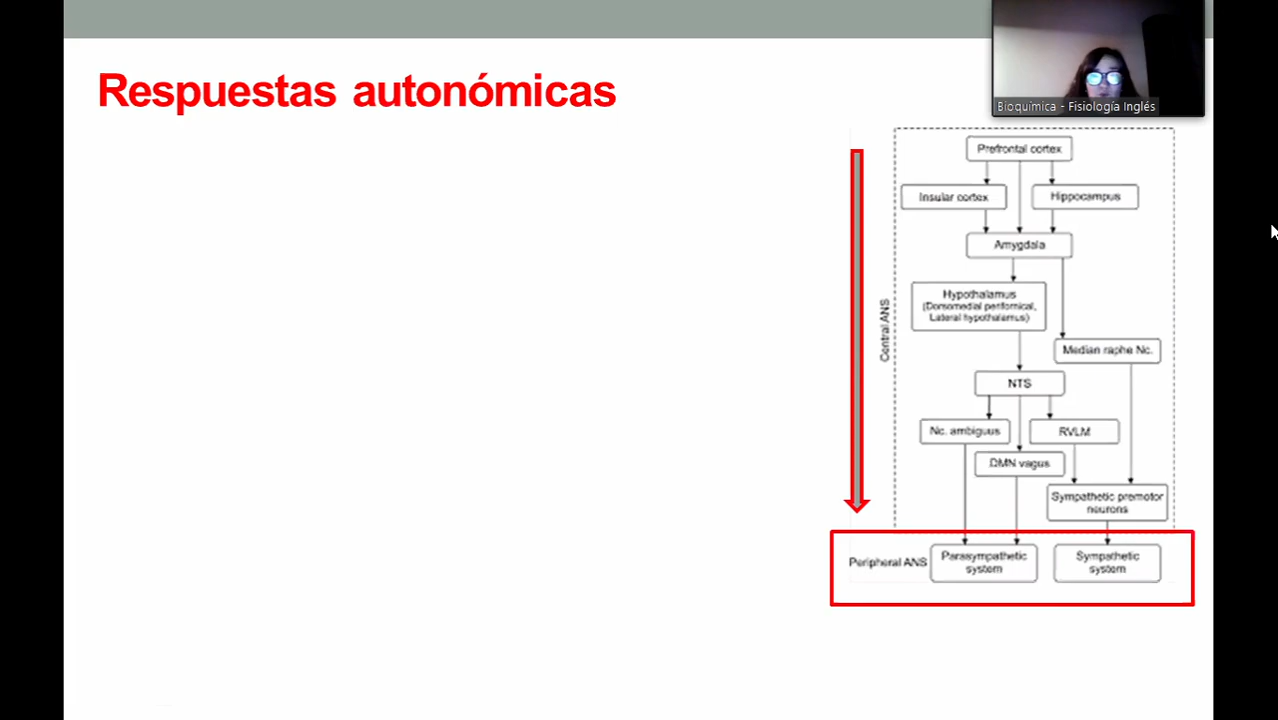 Respuestas autonómicas
Bioquímica - Fisiología Inglés
Prefrontal cortex
Insular cortex
Hippocampus
Amygdala
Hypothalamus
(Dorsomedial perifornical,
Lateral hypothalamus)
Central ANS
Median raphe Nc.
NTS
Nc. ambiguus
RVLM
DMN vagus
Sympathetic premotor
neurons
Peripheral ANS
Parasympathetic
system
Sympathetic
system